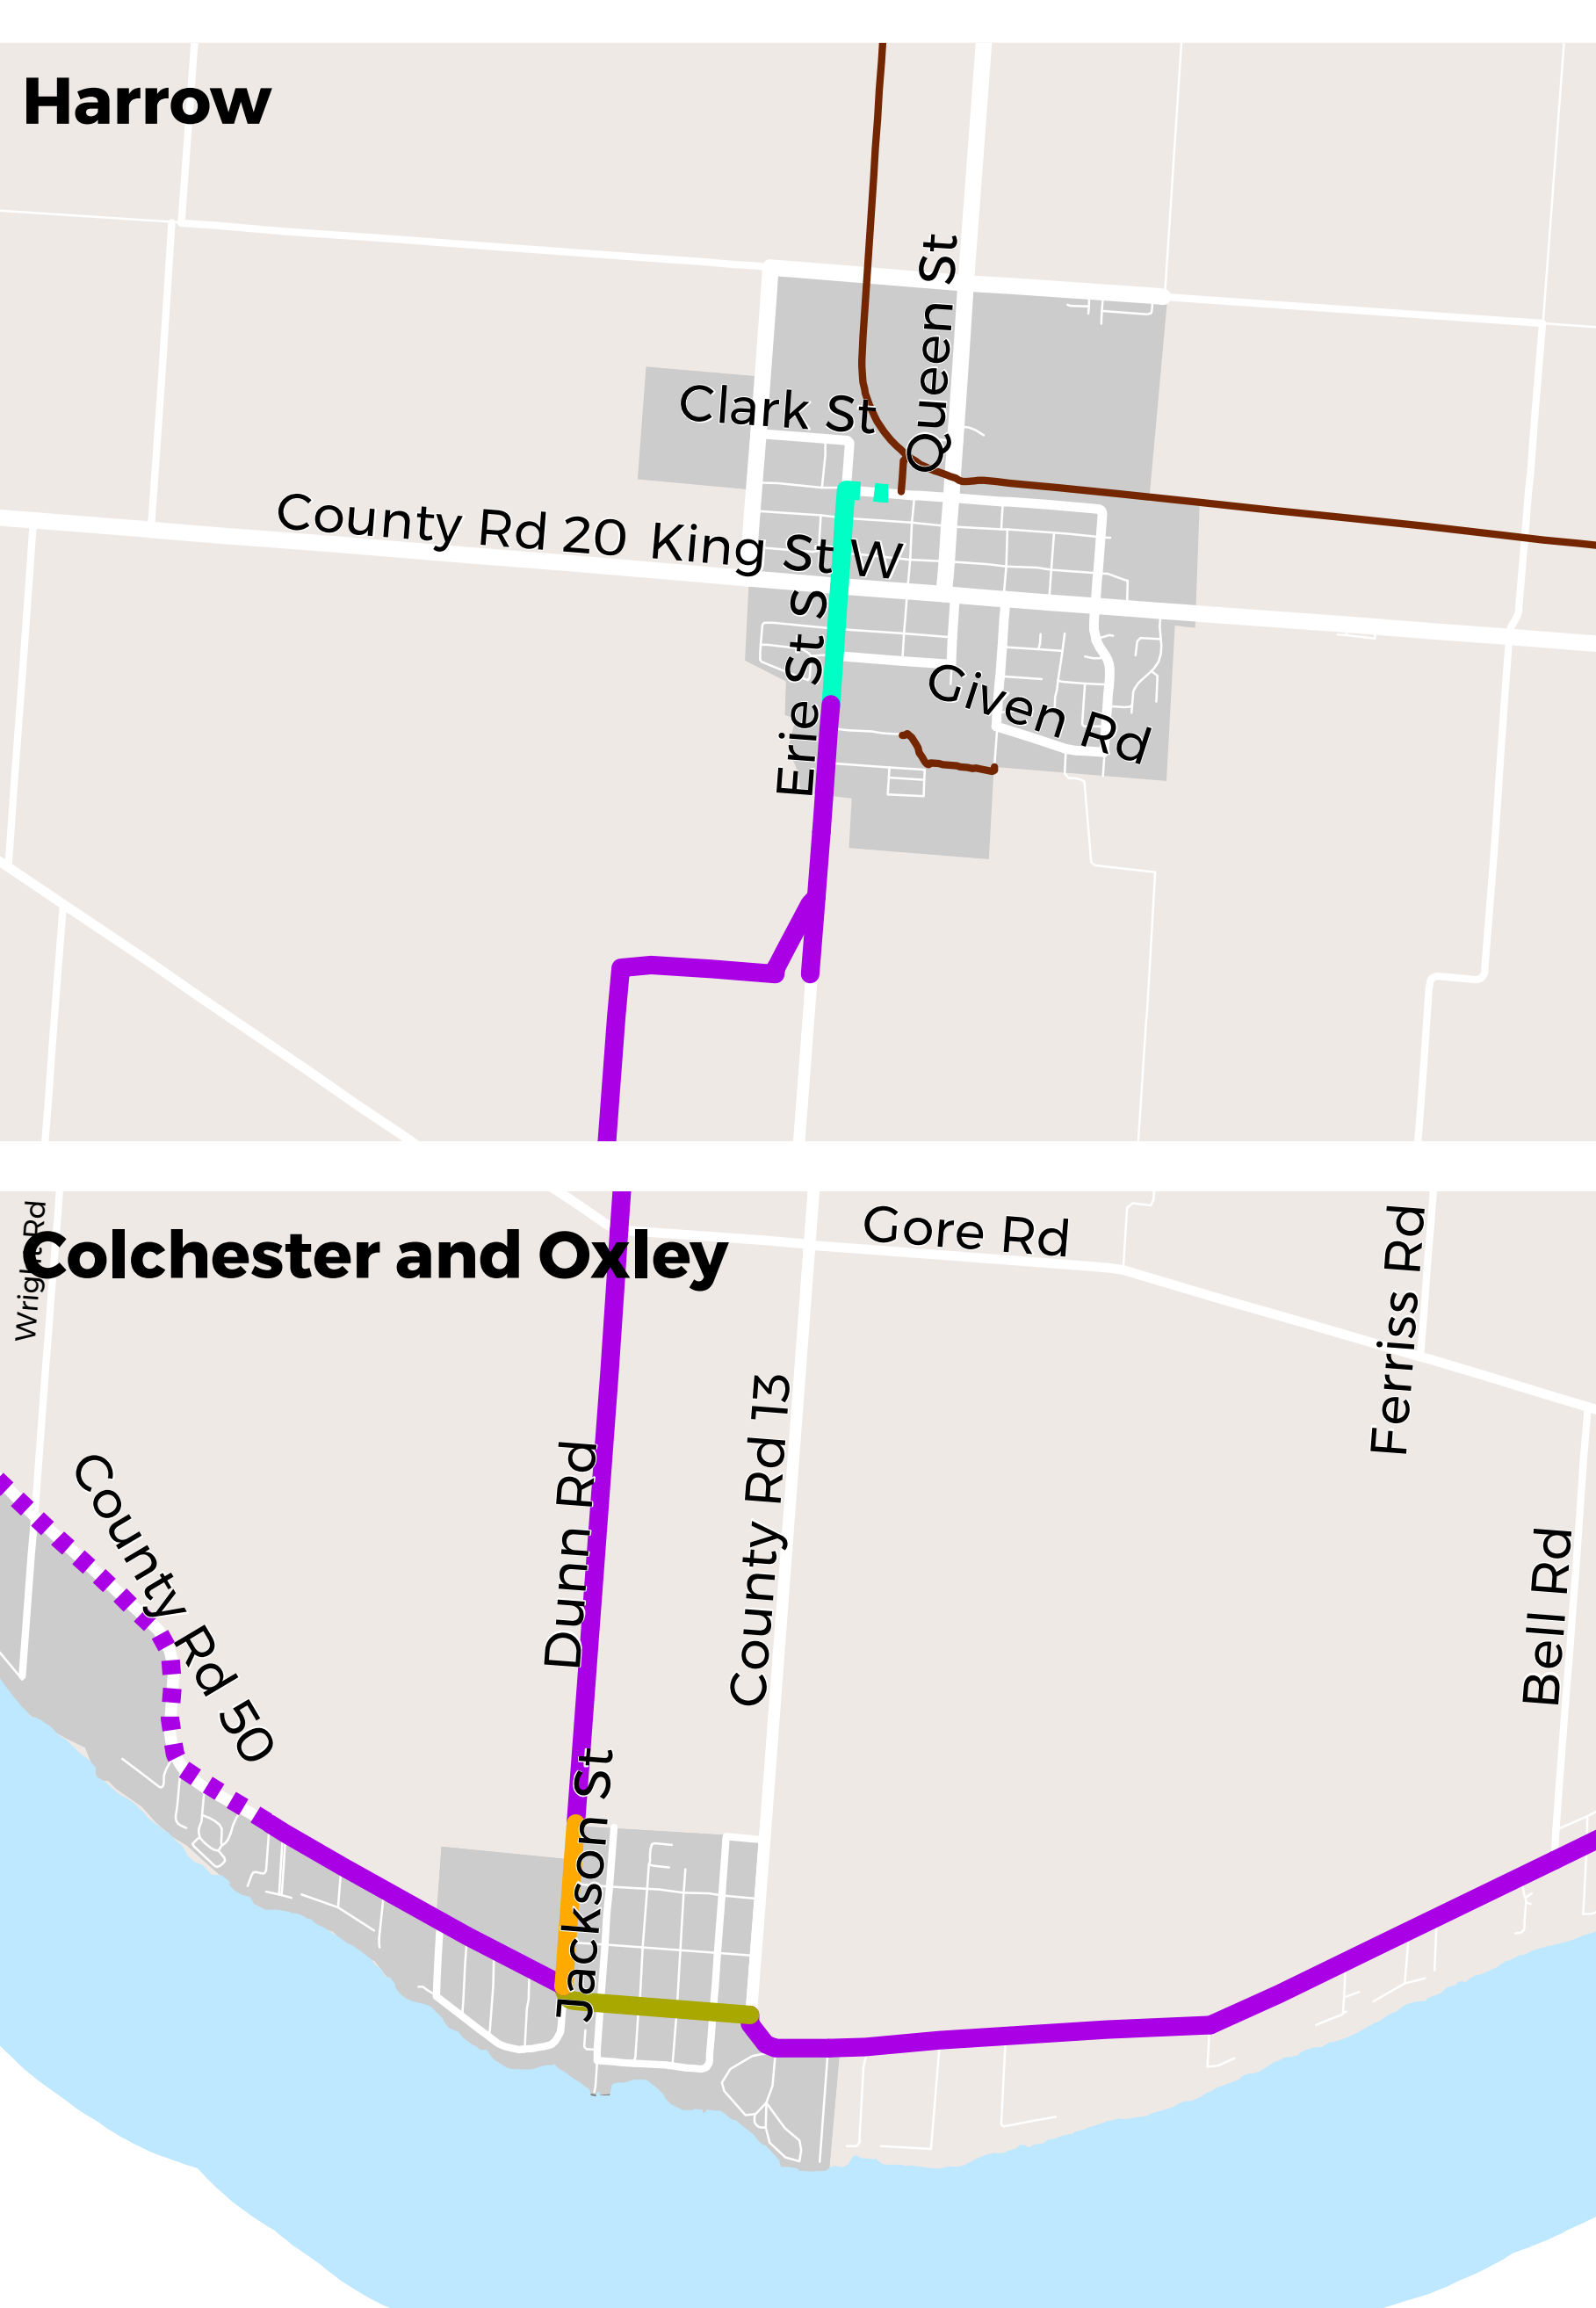 Harrow
Queen St
Clark St
County Rd 20 King St W
Erie St S
Given Rd
Gore Rd
Ferriss Rd
Colchester and Oxley
County Rd 13
Dunn Rd
County Rd 50
Bell Rd
Jackson St